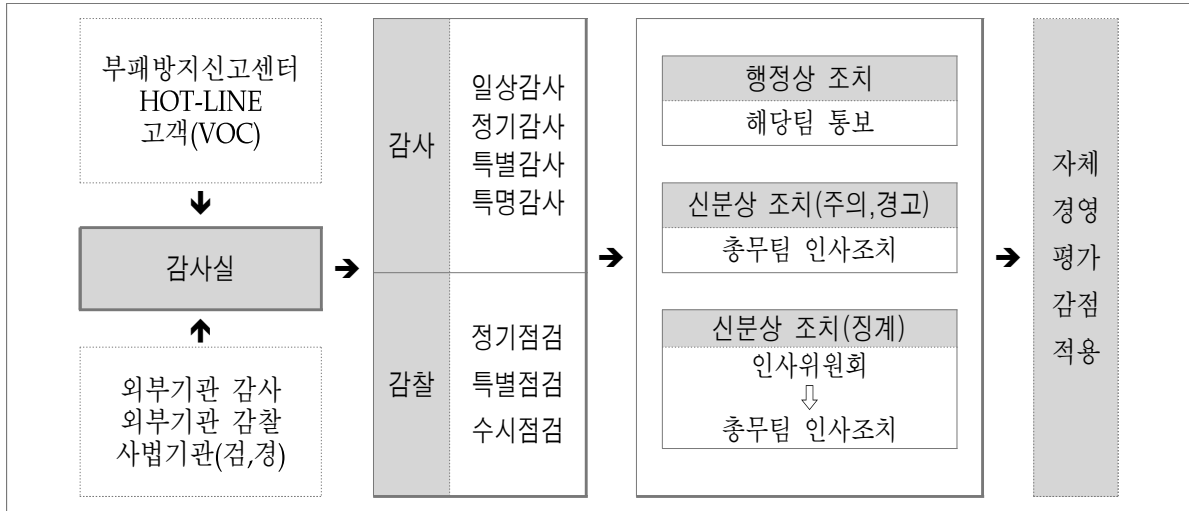 부패방지신고센터
HOT-LINE
고객(VOC)
감사실
외부기관 감사
외부기관 감찰
사법기관(검,경)
감사
일상감사
정기감사
특별감사
특명감사
감찰
정기점검
특별점검
수시점검
행정상 조치
해당팀 통보
신분상 조치(주의,경고)
총무팀 인사조치
신분상 조치(징계)
인사위원회
총무팀 인사조치
자체
경영
평가
감점
적용